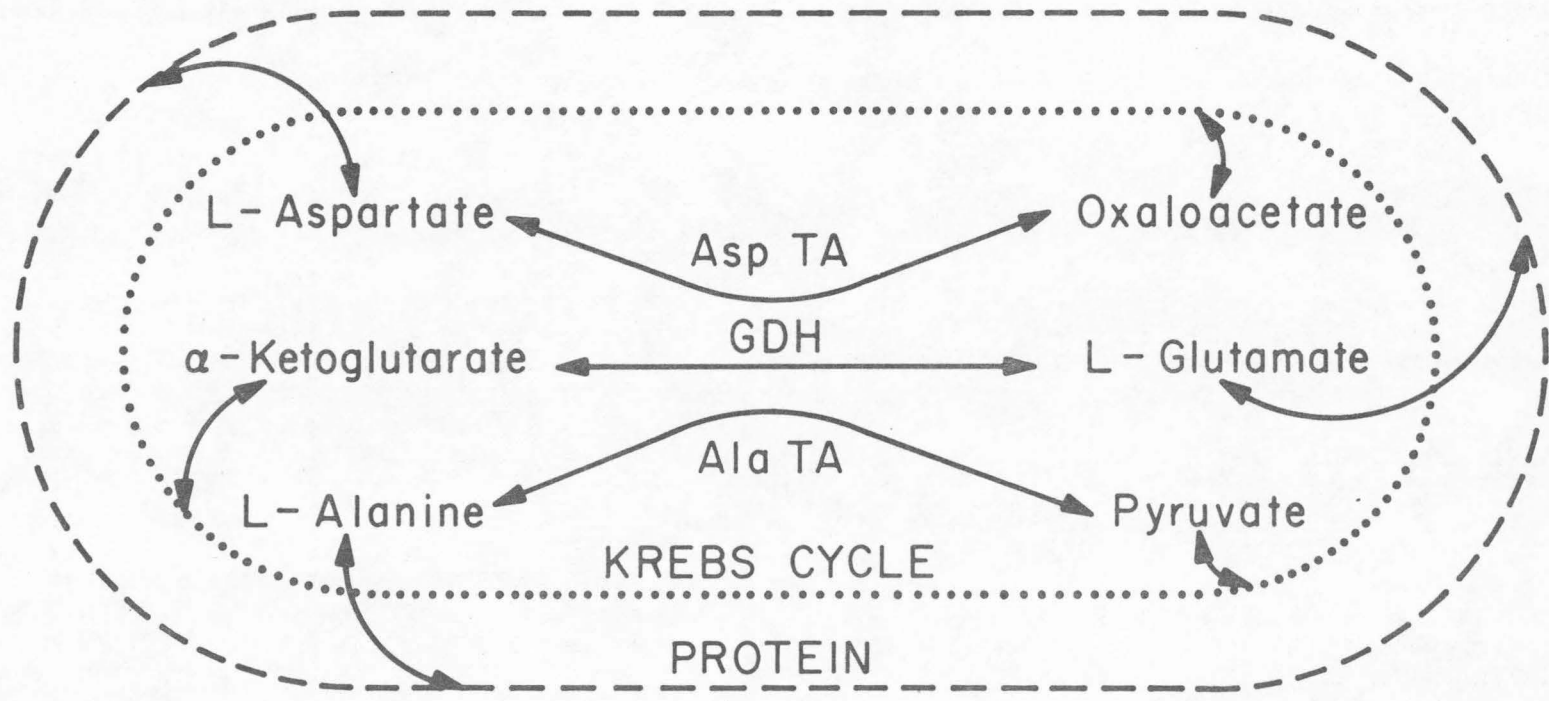 L-Aspartate
Asp TA
Oxaloacetate
GDH
α-Ketoglutarate
L-Glutamate
Ala TA
L-Alanine
Pyruvate
KREBS CYCLE
PROTEIN